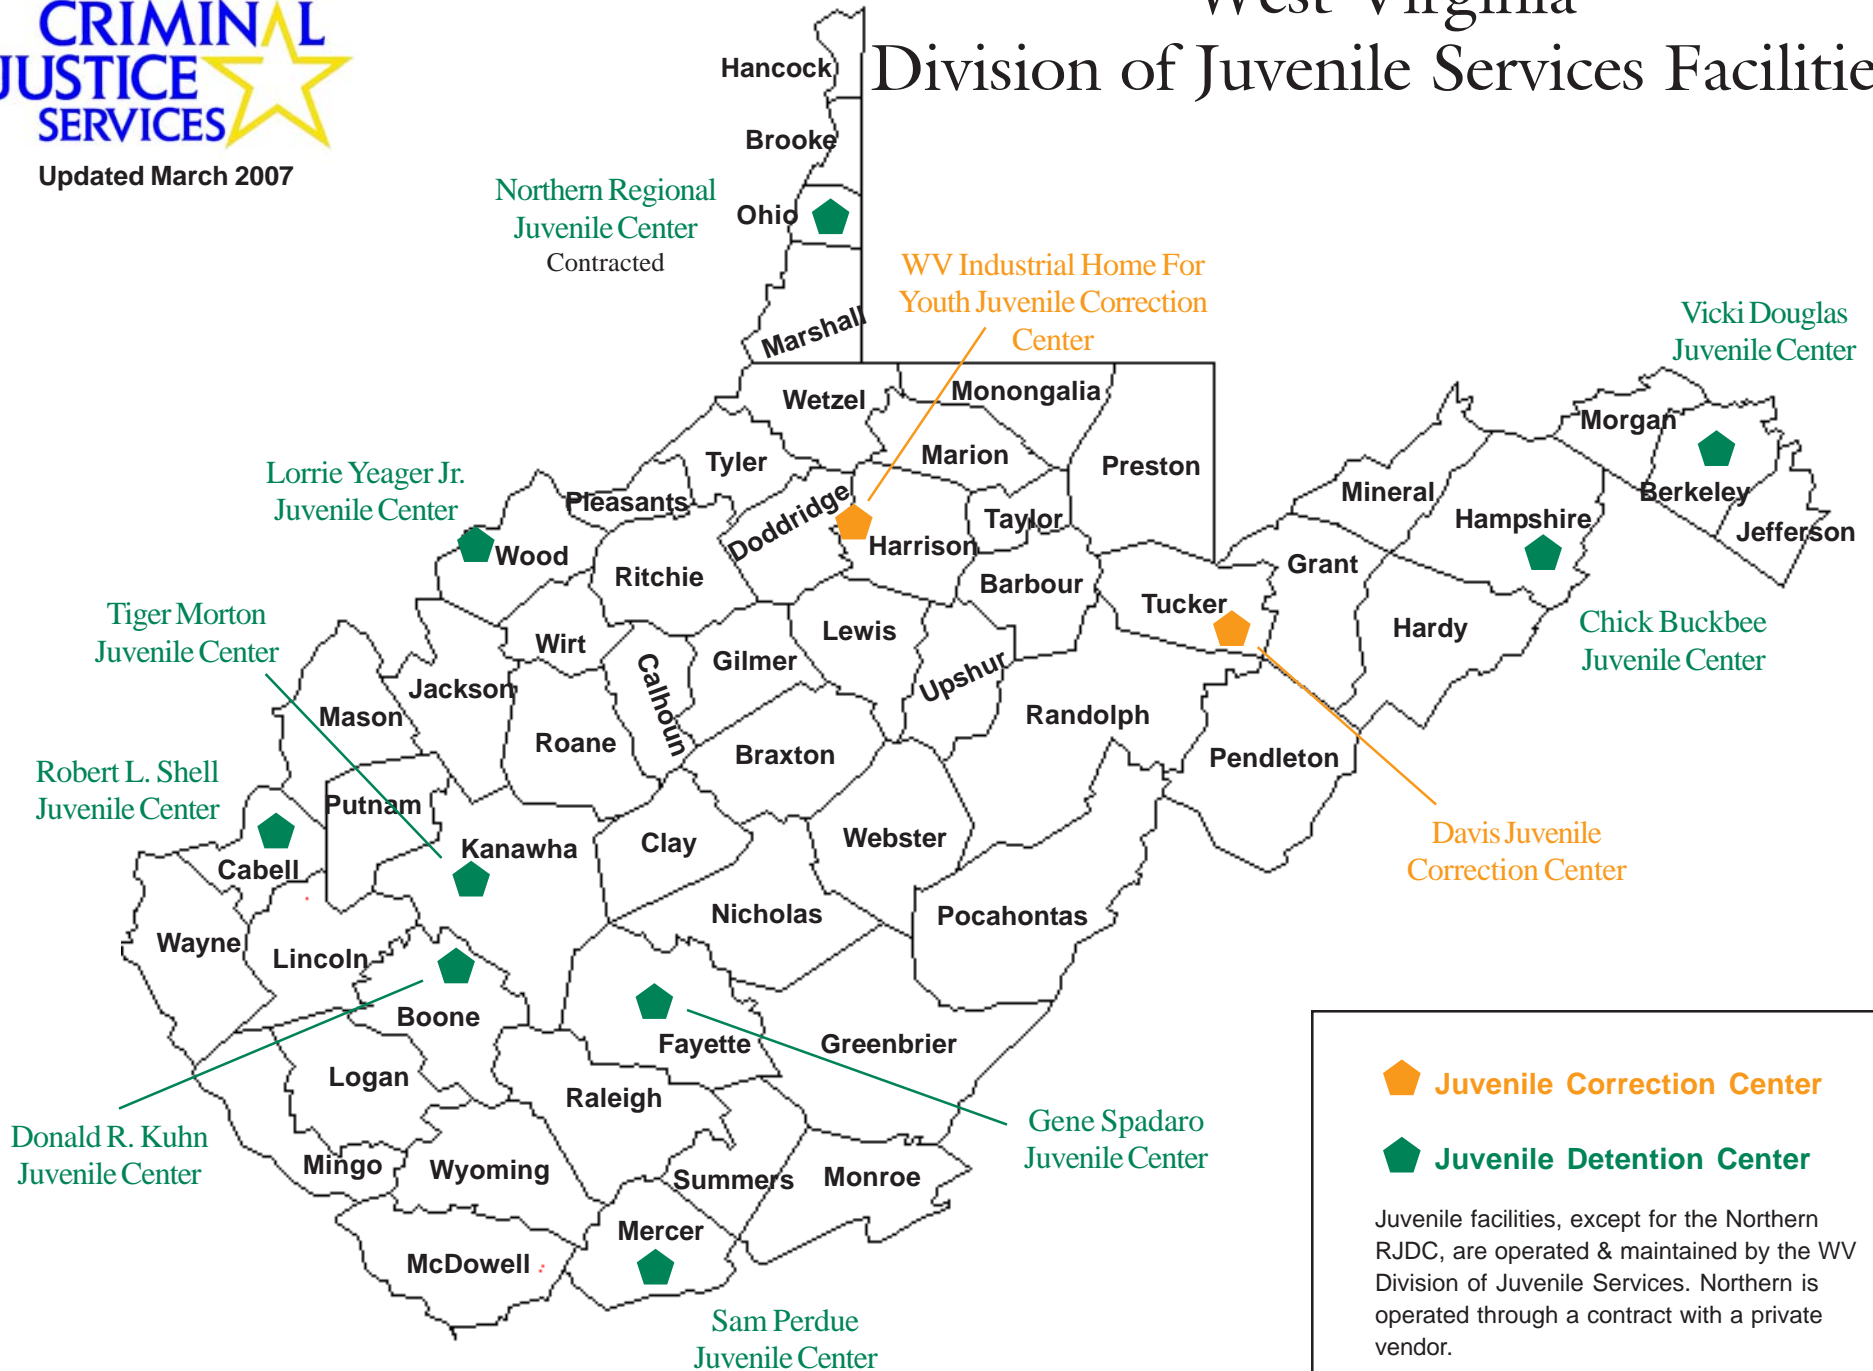 CRIMINAL
JUSTICE
SERVICES
Updated March 2007
West Virginia
Division of Juvenile Services Facilitie
Hancock
Brooke
Northern Regional
Juvenile Center
Contracted
Ohio
WV Industrial Home For
Youth Juvenile Correction
Center
Marshall
Vicki Douglas
Juvenile Center
Wetzel
Monongalia
Morgan
Tyler
Marion
Preston
Lorrie Yeager Jr.
Juvenile Center
Pleasants
Doddridge
Mineral
Berkeley
Hampshire
Jefferson
Taylor
Harrison
Wood
Ritchie
Grant
Barbour
Tucker
Tiger Morton
Juvenile Center
Wirt
Lewis
Hardy
Chick Buckbee
Juvenile Center
Gilmer
Calhoun
Upshur
Jackson
Mason
Randolph
Roane
Braxton
Pendleton
Robert L. Shell
Juvenile Center
Putnam
Kanawha
Clay
Webster
Davis Juvenile
Correction Center
Cabell
Nicholas
Pocahontas
Wayne
Lincoln
Boone
Fayette
Greenbrier
Logan
Raleigh
Donald R. Kuhn
Juvenile Center
Gene Spadaro
Juvenile Center
Mingo
Wyoming
Summers
Monroe
Mercer
McDowell
Sam Perdue
Juvenile Center
Juvenile Correction Center
Juvenile Detention Center
Juvenile facilities, except for the Northern
RJDC, are operated & maintained by the WV
Division of Juvenile Services. Northern is
operated through a contract with a private
vendor.